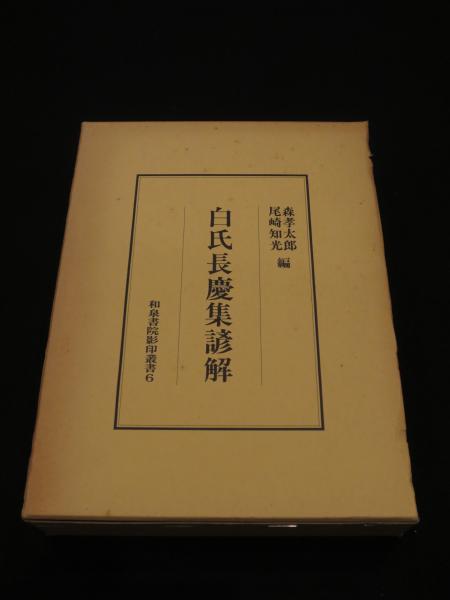 森孝太郎
尾崎知光
編
白氏長慶集諺解
和泉書院影印叢書6